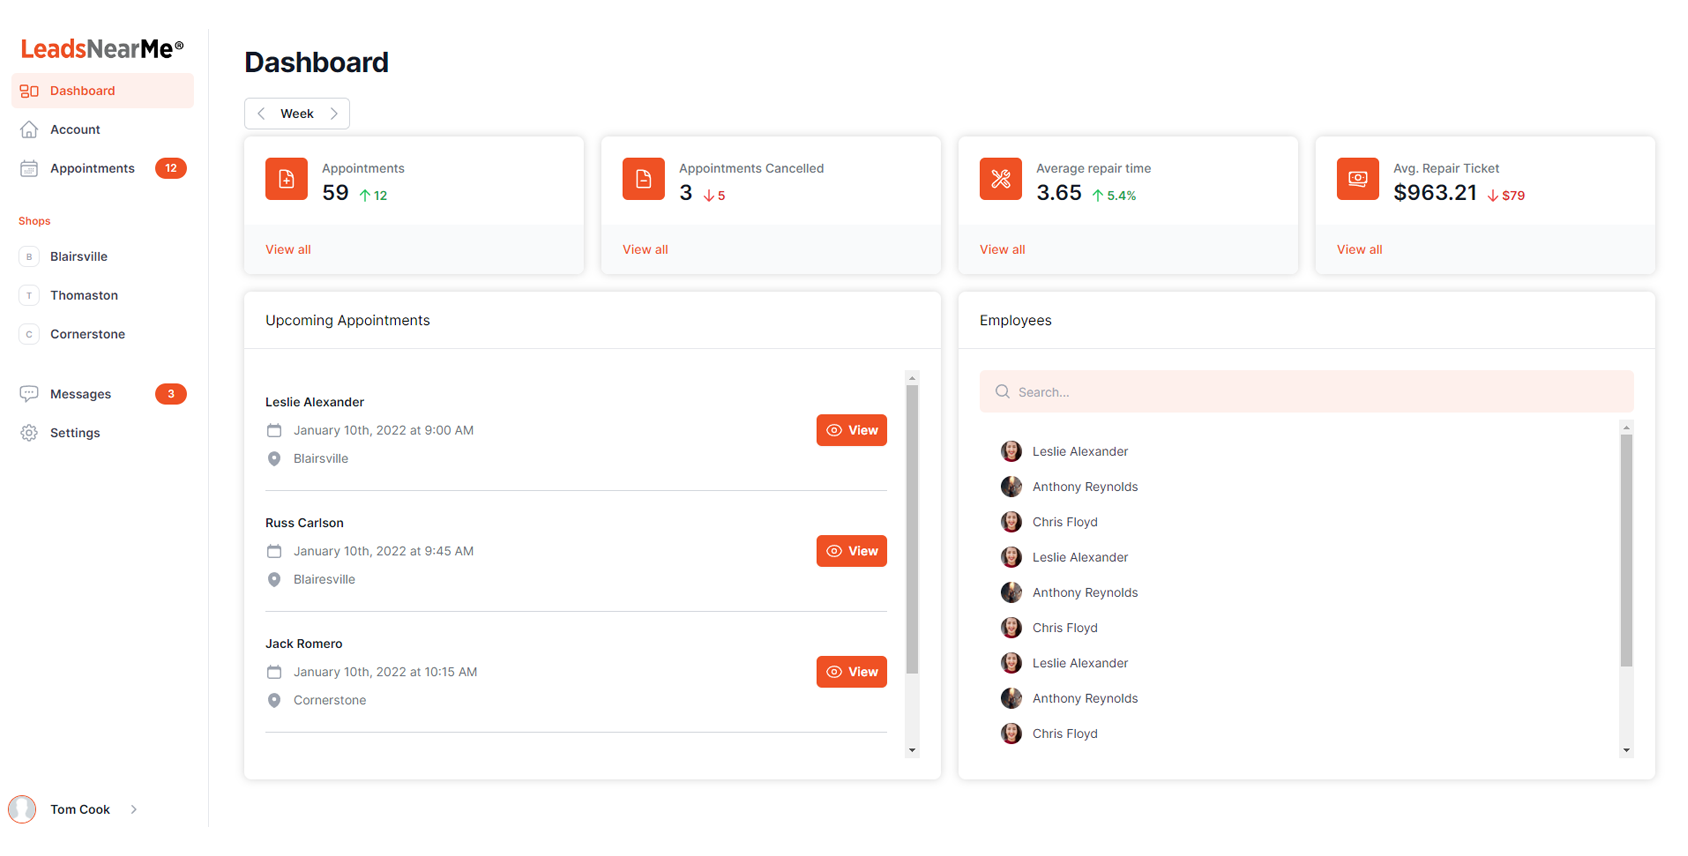 LeadsNearMe®
Dashboard
Account
Appointments 12
Shops
B Blairsville
T Thomaston
C Cornerstone
Messages 3
Settings
Tom Cook
Dashboard
Week
Appointments
59 12
View all
Appointments Cancelled
3 5
View all
Average repair time
3.65 5.4%
View all
Avg. Repair Ticket
$963.21 $79
View all
Upcoming Appointments
Leslie Alexander
January 10th, 2022 at 9:00 AM
Blairsville
View
Russ Carlson
January 10th, 2022 at 9:45 AM
Blairesville
View
Jack Romero
January 10th, 2022 at 10:15 AM
Cornerstone
View
Employees
Search...
Leslie Alexander
Anthony Reynolds
Chris Floyd
Leslie Alexander
Anthony Reynolds
Chris Floyd
Leslie Alexander
Anthony Reynolds
Chris Floyd